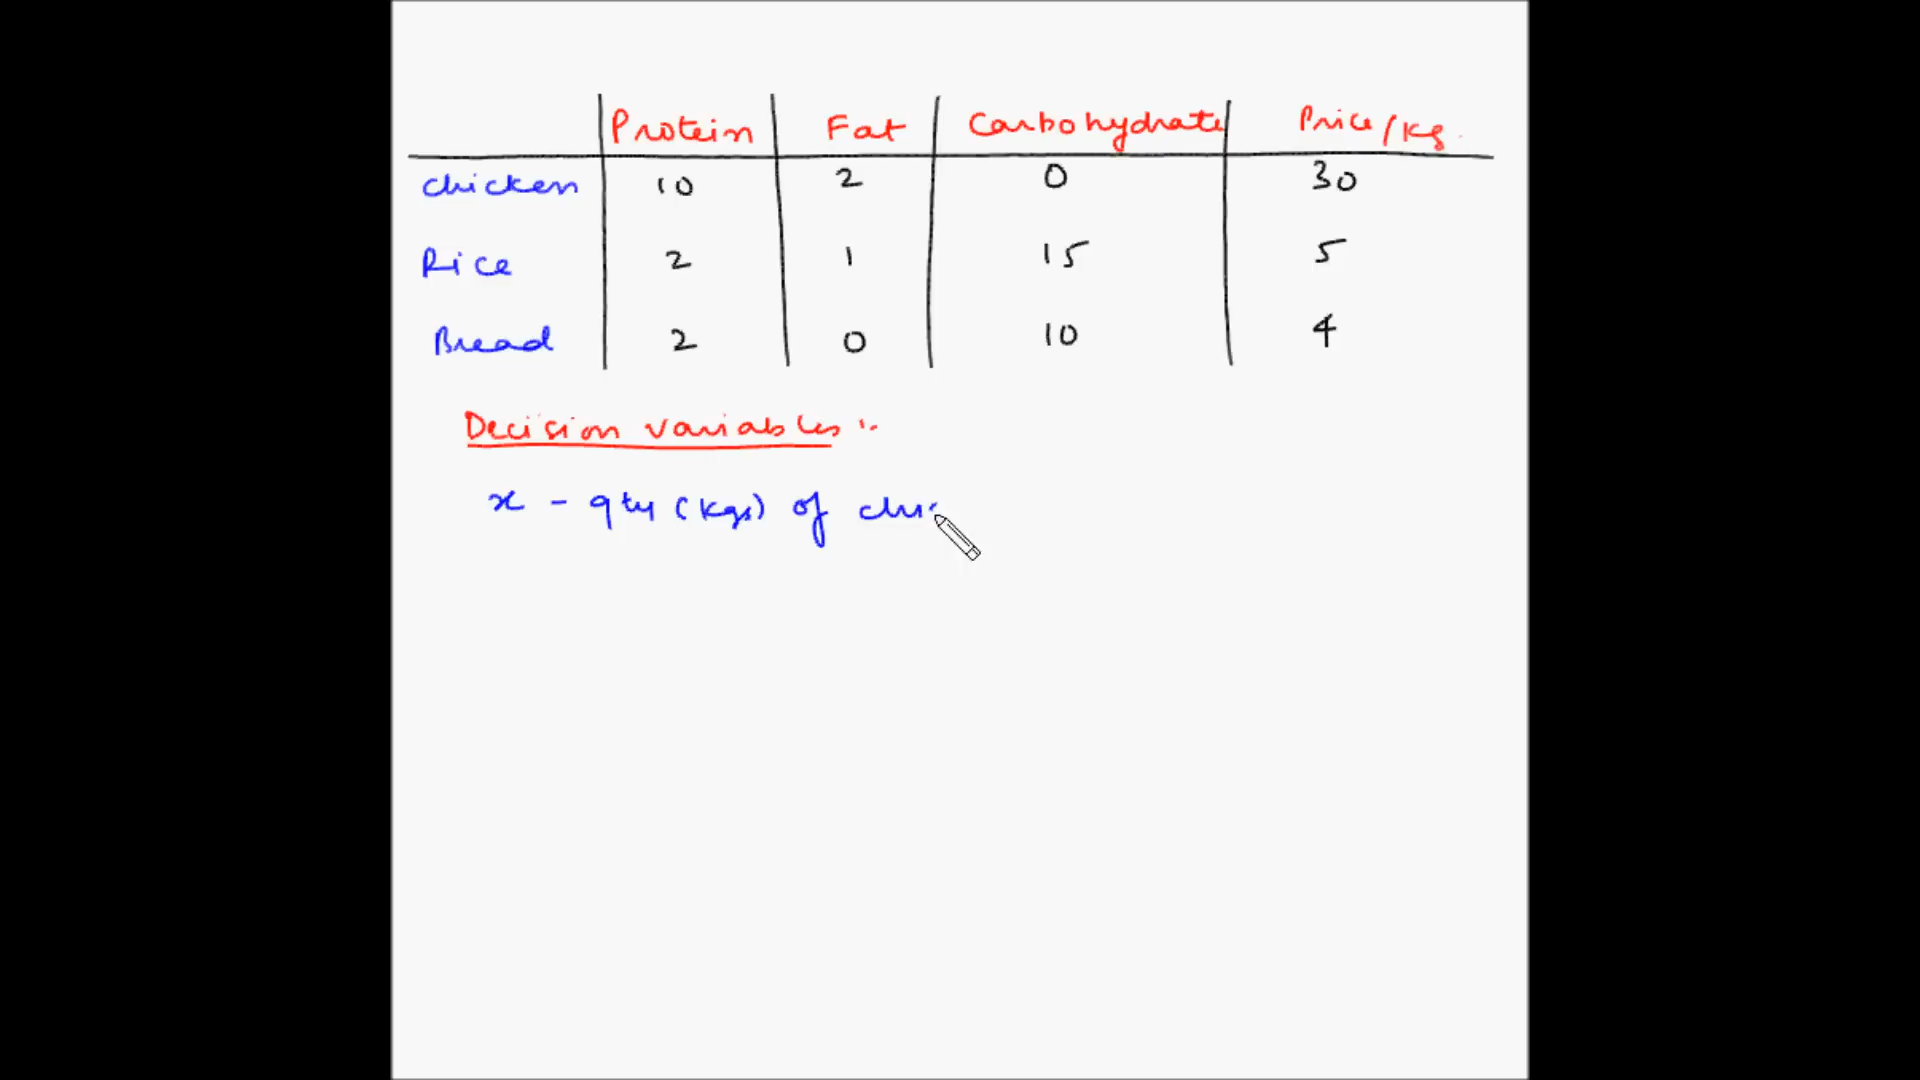 Protein Fat Carbohydrate Price/Kg.
chicken 10 2 0 30
Rice 2 1 15 5
Bread 2 0 10 4
Decision variables :-
x - qty (kgs) of chi